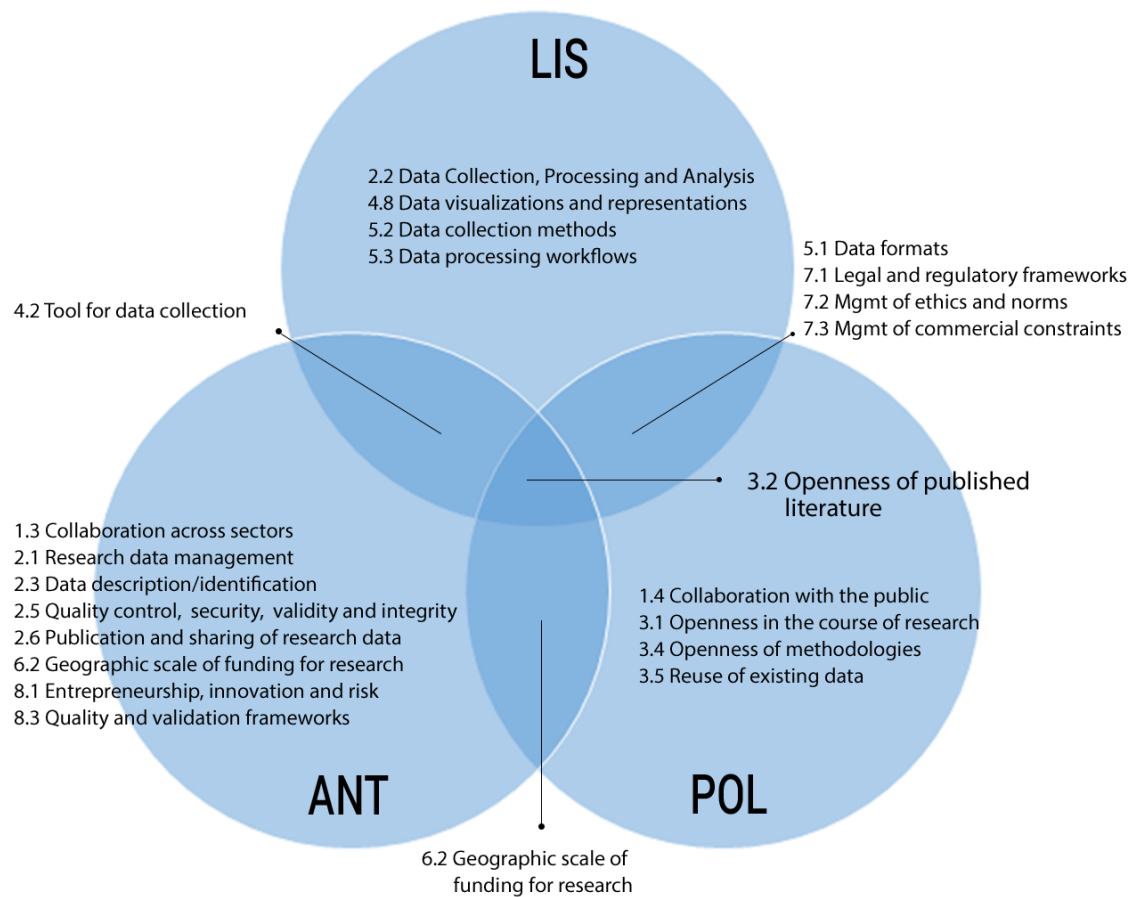 LIS
2.2 Data Collection, Processing and Analysis
4.8 Data visualizations and representations
5.2 Data collection methods
5.3 Data processing workflows
5.1 Data formats
7.1 Legal and regulatory frameworks
7.2 Mgmt of ethics and norms
7.3 Mgmt of commercial constraints
4.2 Tool for data collection
3.2 Openness of published
literature
1.3 Collaboration across sectors
2.1 Research data management
2.3 Data description/identification
2.5 Quality control, security, validity and integrity
2.6 Publication and sharing of research data
6.2 Geographic scale of funding for research
8.1 Entrepreneurship, innovation and risk
8.3 Quality and validation frameworks
1.4 Collaboration with the public
3.1 Openness in the course of research
3.4 Openness of methodologies
3.5 Reuse of existing data
ANT
POL
6.2 Geographic scale of
funding for research